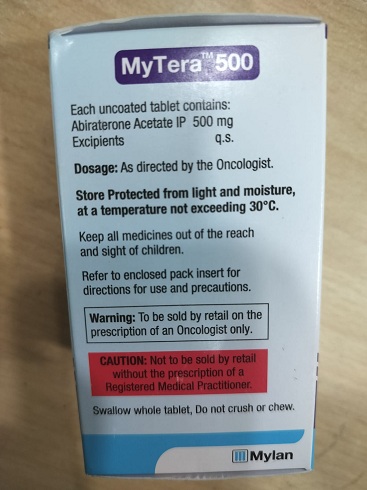 MyTera™ 500
Each uncoated tablet contains:
Abiraterone Acetate IP 500 mg
Excipients q.s.
Dosage: As directed by the Oncologist.
Store Protected from light and moisture,
at a temperature not exceeding 30°C.
Keep all medicines out of the reach
and sight of children.
Refer to enclosed pack insert for
directions for use and precautions.
Warning: To be sold by retail on the
prescription of an Oncologist only.
CAUTION: Not to be sold by retail
without the prescription of a
Registered Medical Practitioner.
Swallow whole tablet, Do not crush or chew.
Mylan